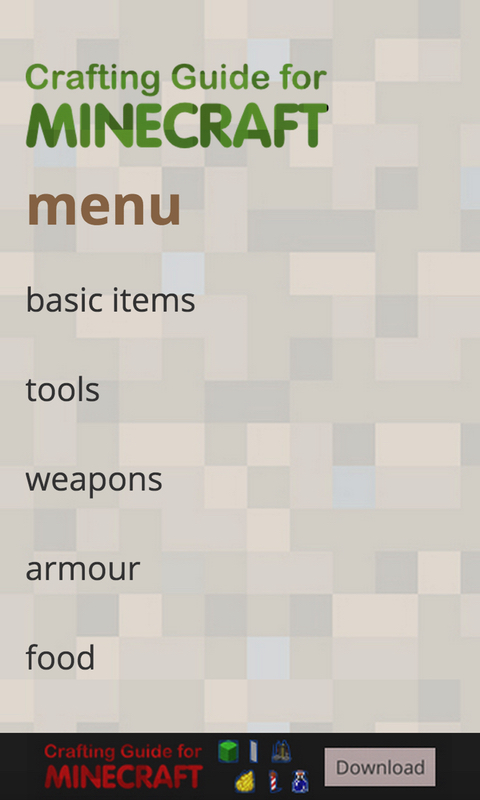 Crafting Guide for
MINECRAFT
menu
basic items
tools
weapons
armour
food
Crafting Guide for
MINECRAFT
Download